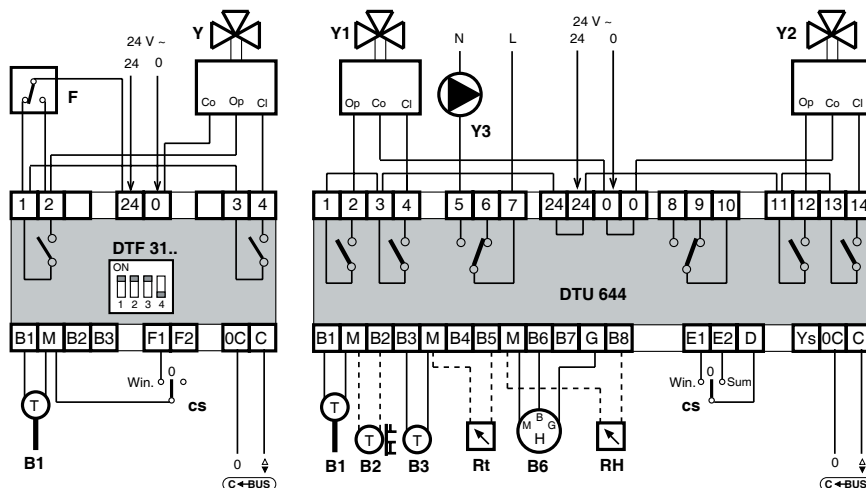 Y Y1 N L 24 V ~ Y2
24 V ~ 24 0
24 0
F
Co Op Cl Op Co Cl Y3 Op Co Cl
1 2 24 0 3 4 1 2 3 4 5 6 7 24 24 0 0 8 9 10 11 12 13 14
DTF 31..
ON
1 2 3 4
DTU 644
B1 M B2 B3 F1 F2 0C C B1 M B2 B3 M B4 B5 M B6 B7 G B8 E1 E2 D Ys 0C C
Win. 0 Win. 0 Sum
cs cs
T T T T M B G H
B1 B1 B2 B3 Rt B6 RH
0 0
C BUS C BUS